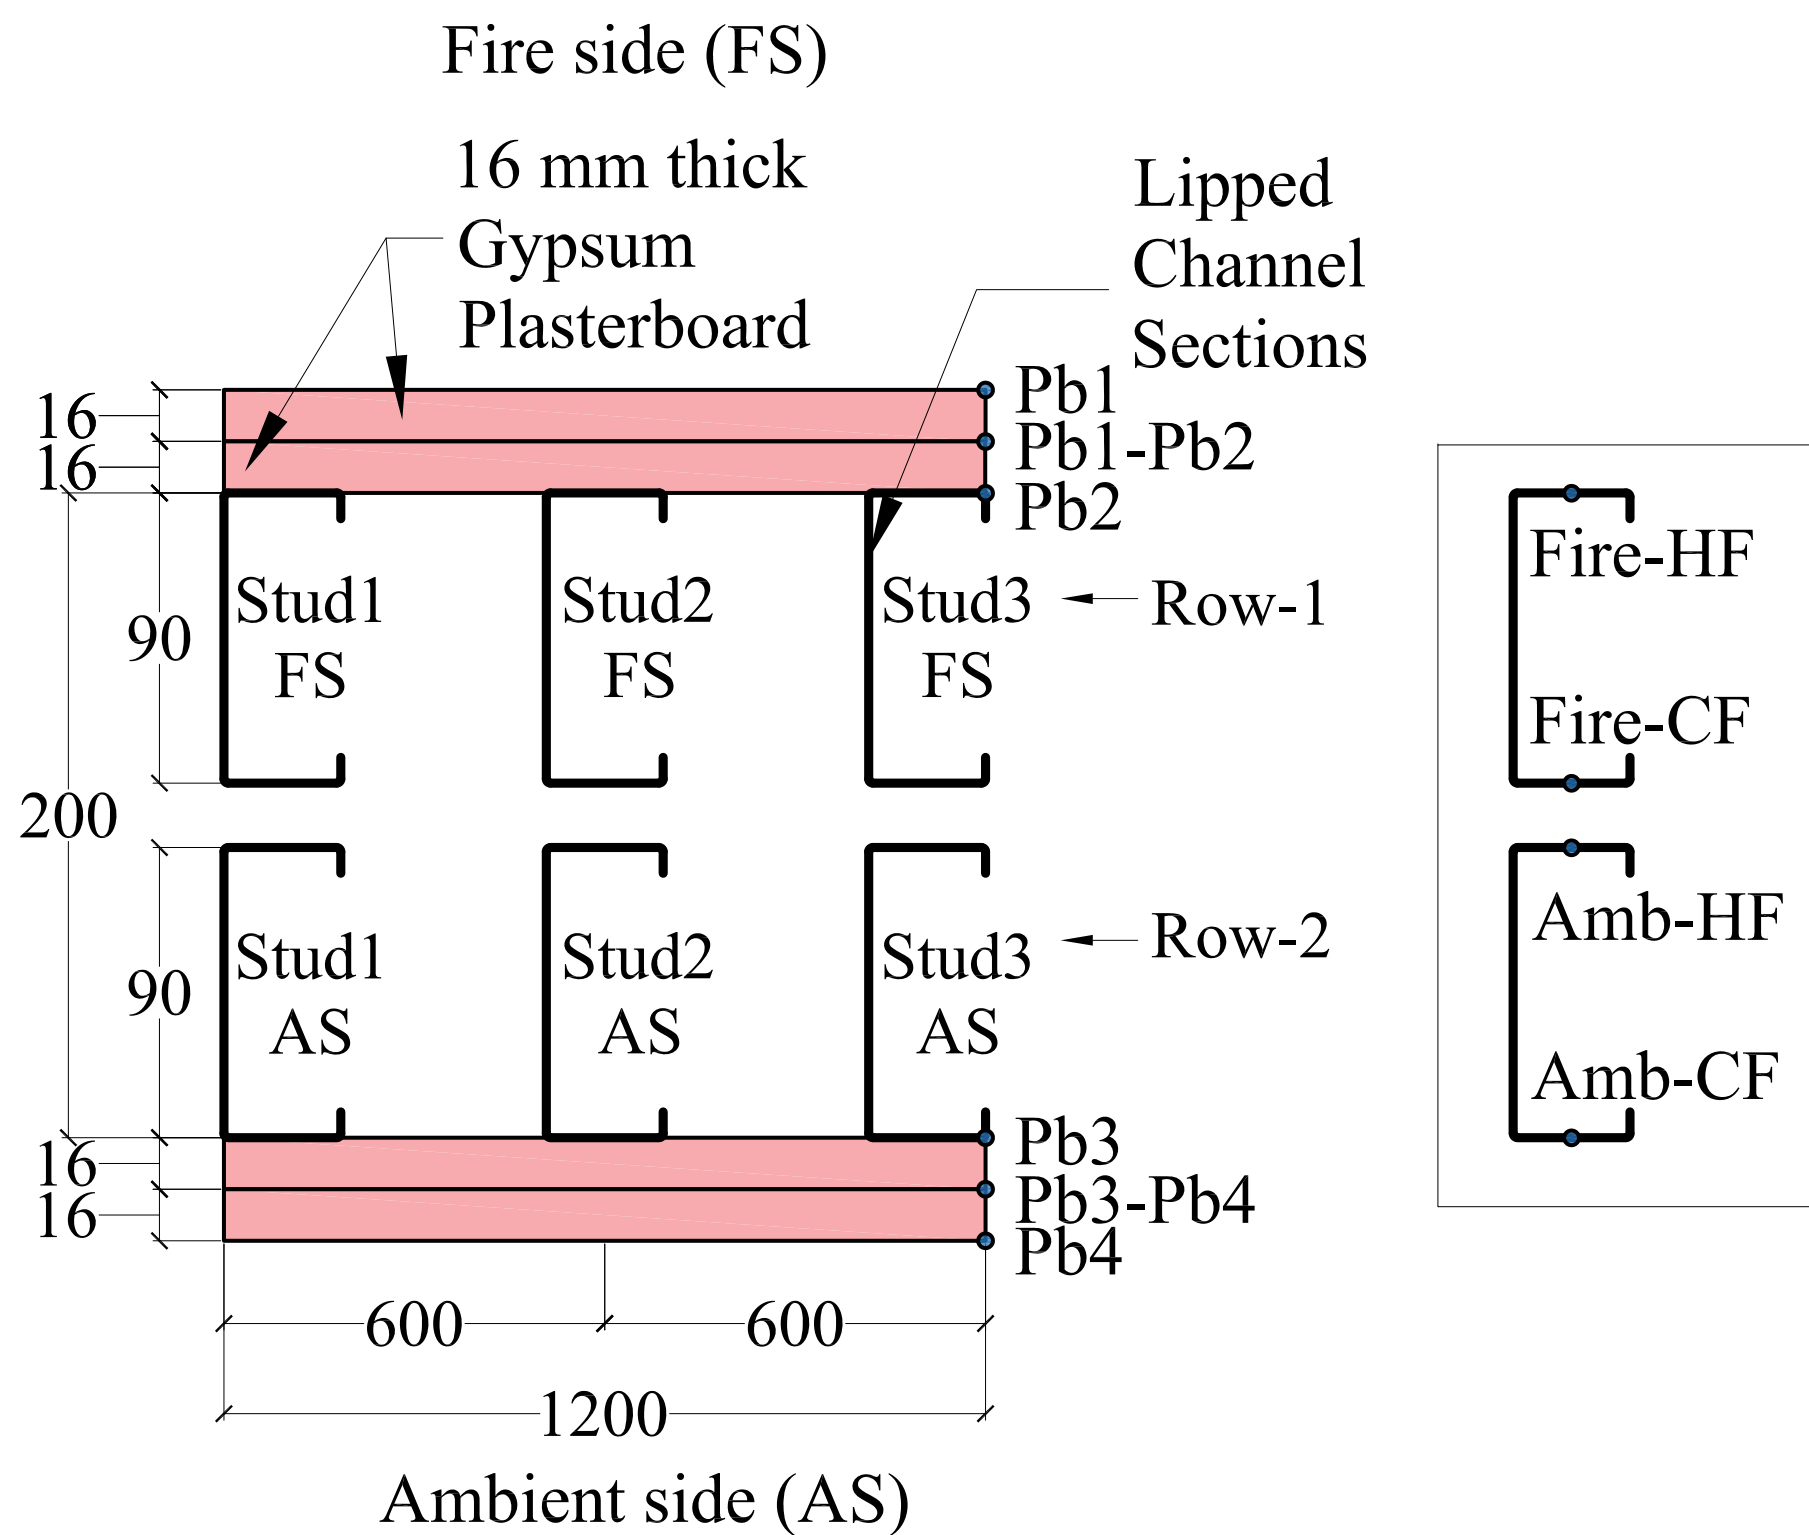 Fire side (FS)
16 mm thick
Gypsum
Plasterboard
Lipped
Channel
Sections
16
16
Pb1
Pb1-Pb2
Pb2
90
200
90
Stud1
FS
Stud2
FS
Stud3
FS
Row-1
Stud1
AS
Stud2
AS
Stud3
AS
Row-2
Fire-HF
Fire-CF
Amb-HF
Amb-CF
16
16
Pb3
Pb3-Pb4
Pb4
600
600
1200
Ambient side (AS)